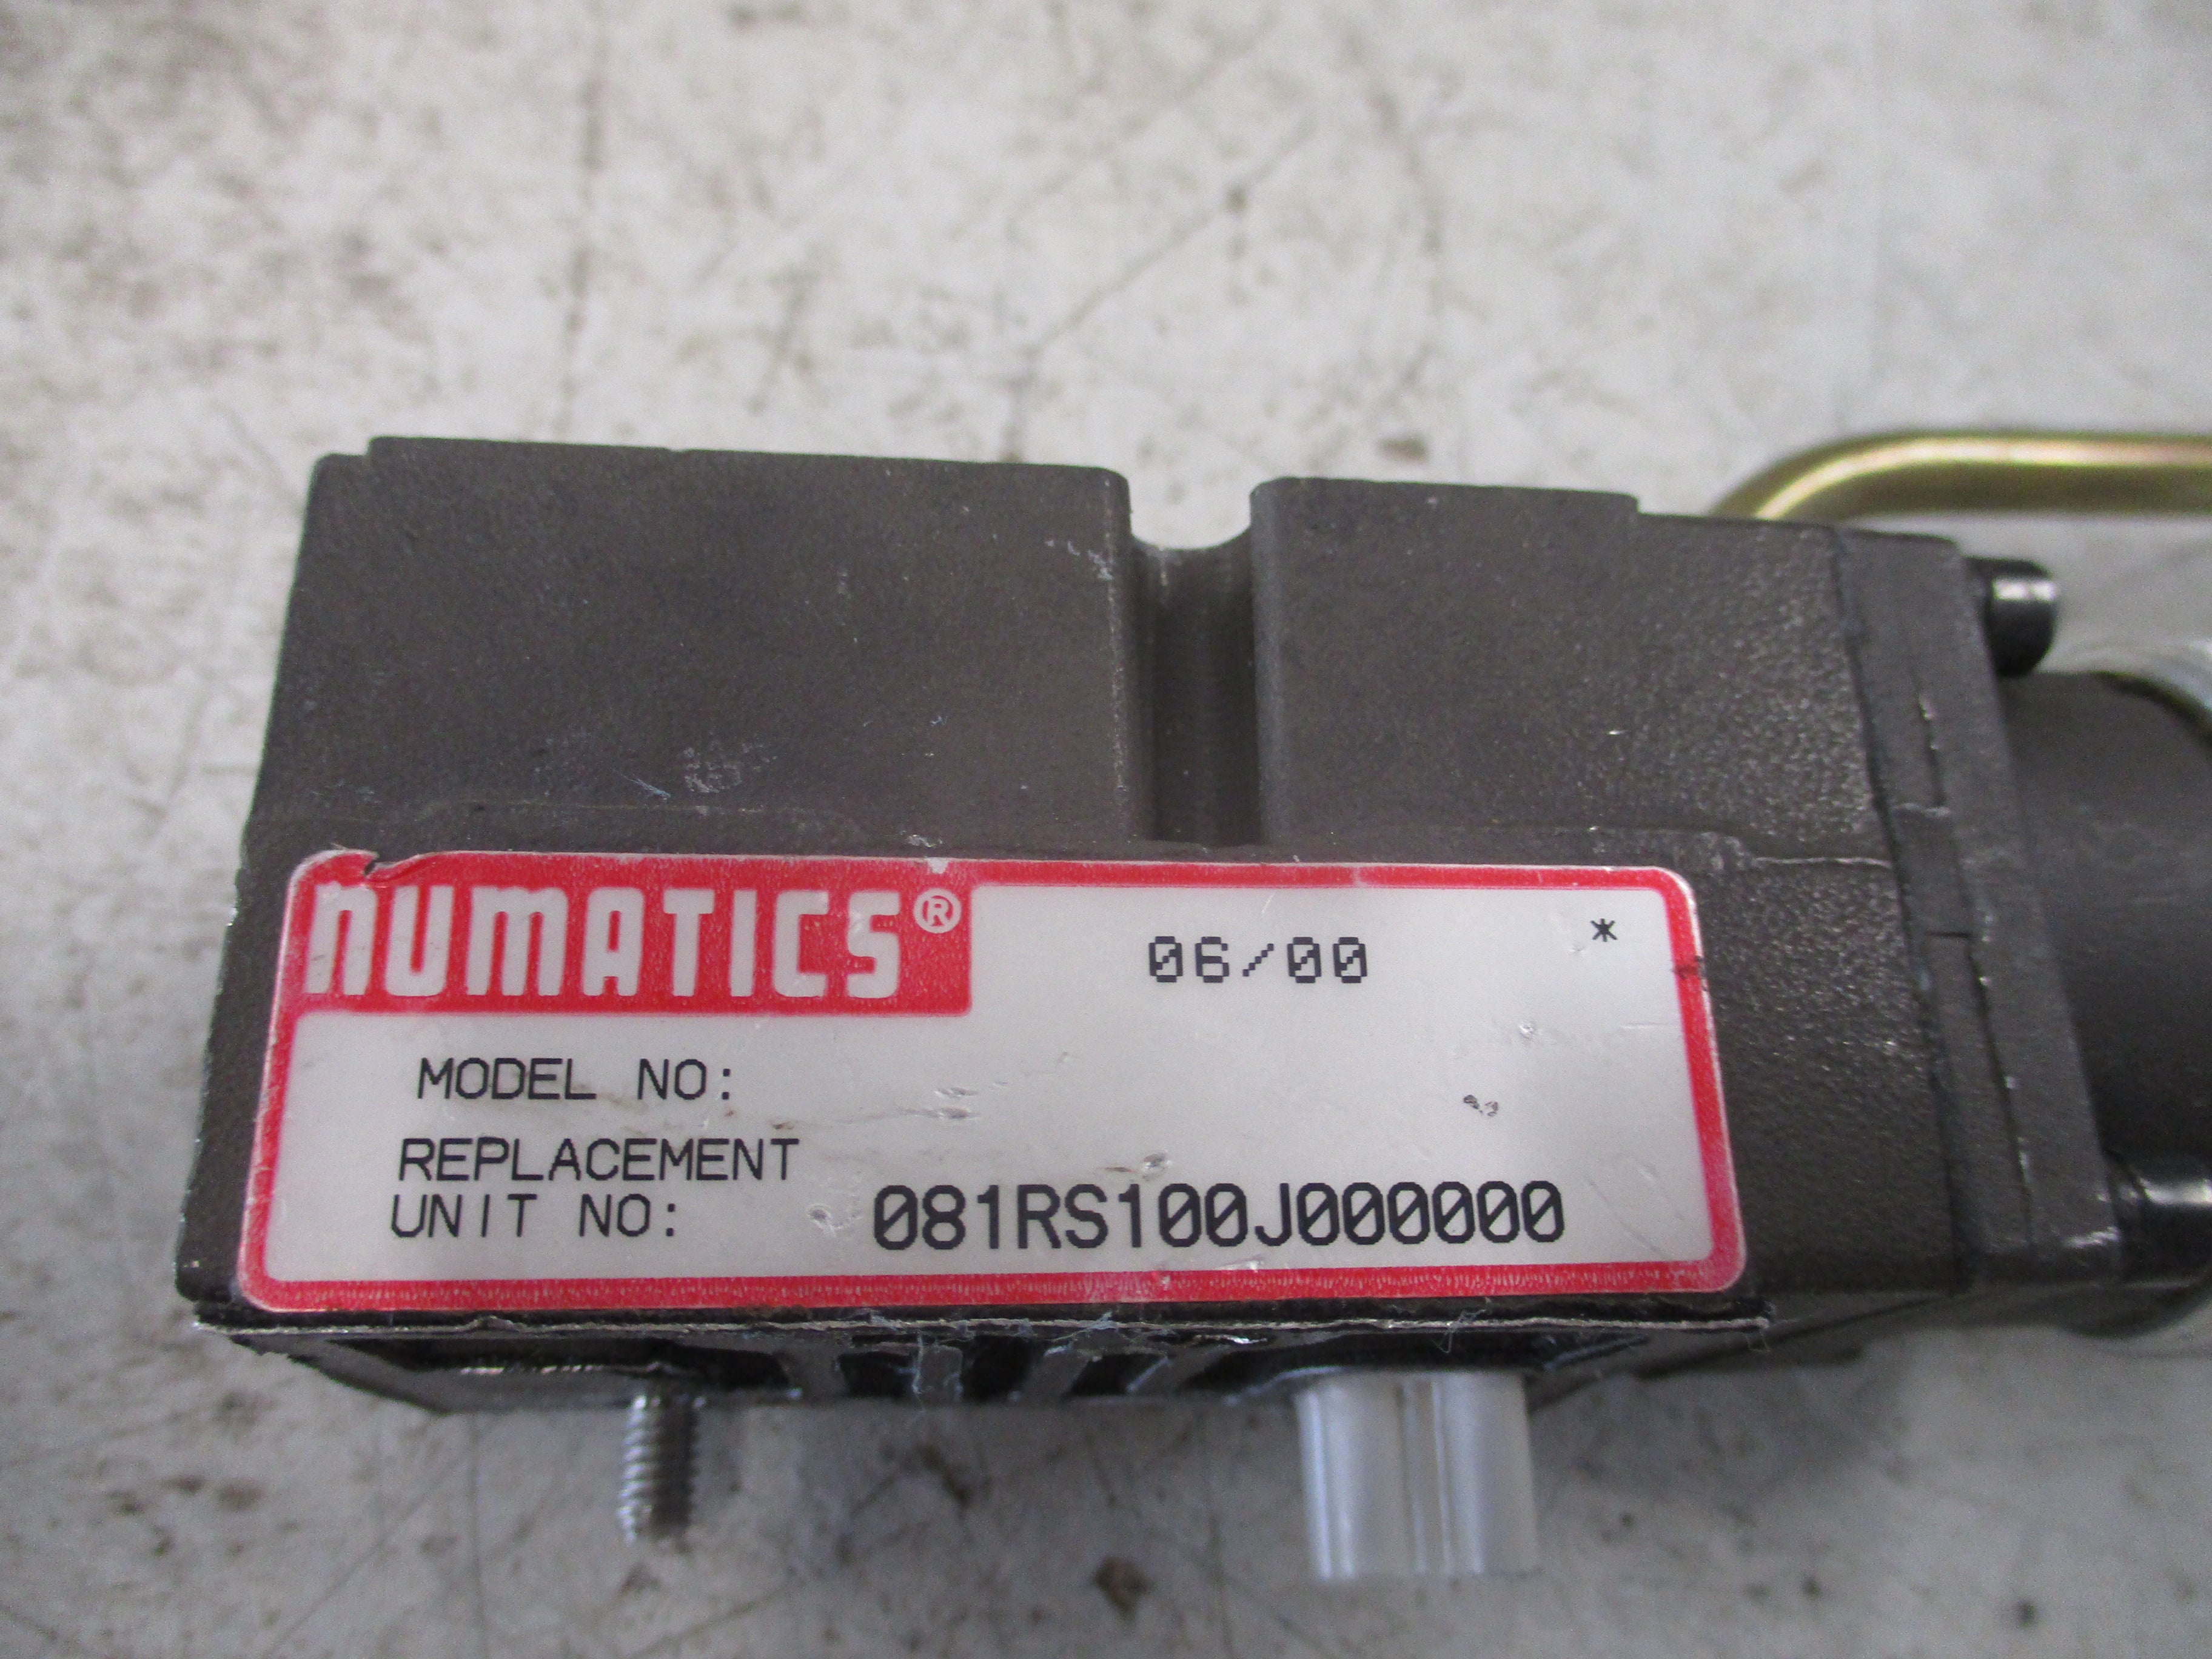 numatics®
06/00 *
MODEL NO:
REPLACEMENT
UNIT NO: 081RS100J000000